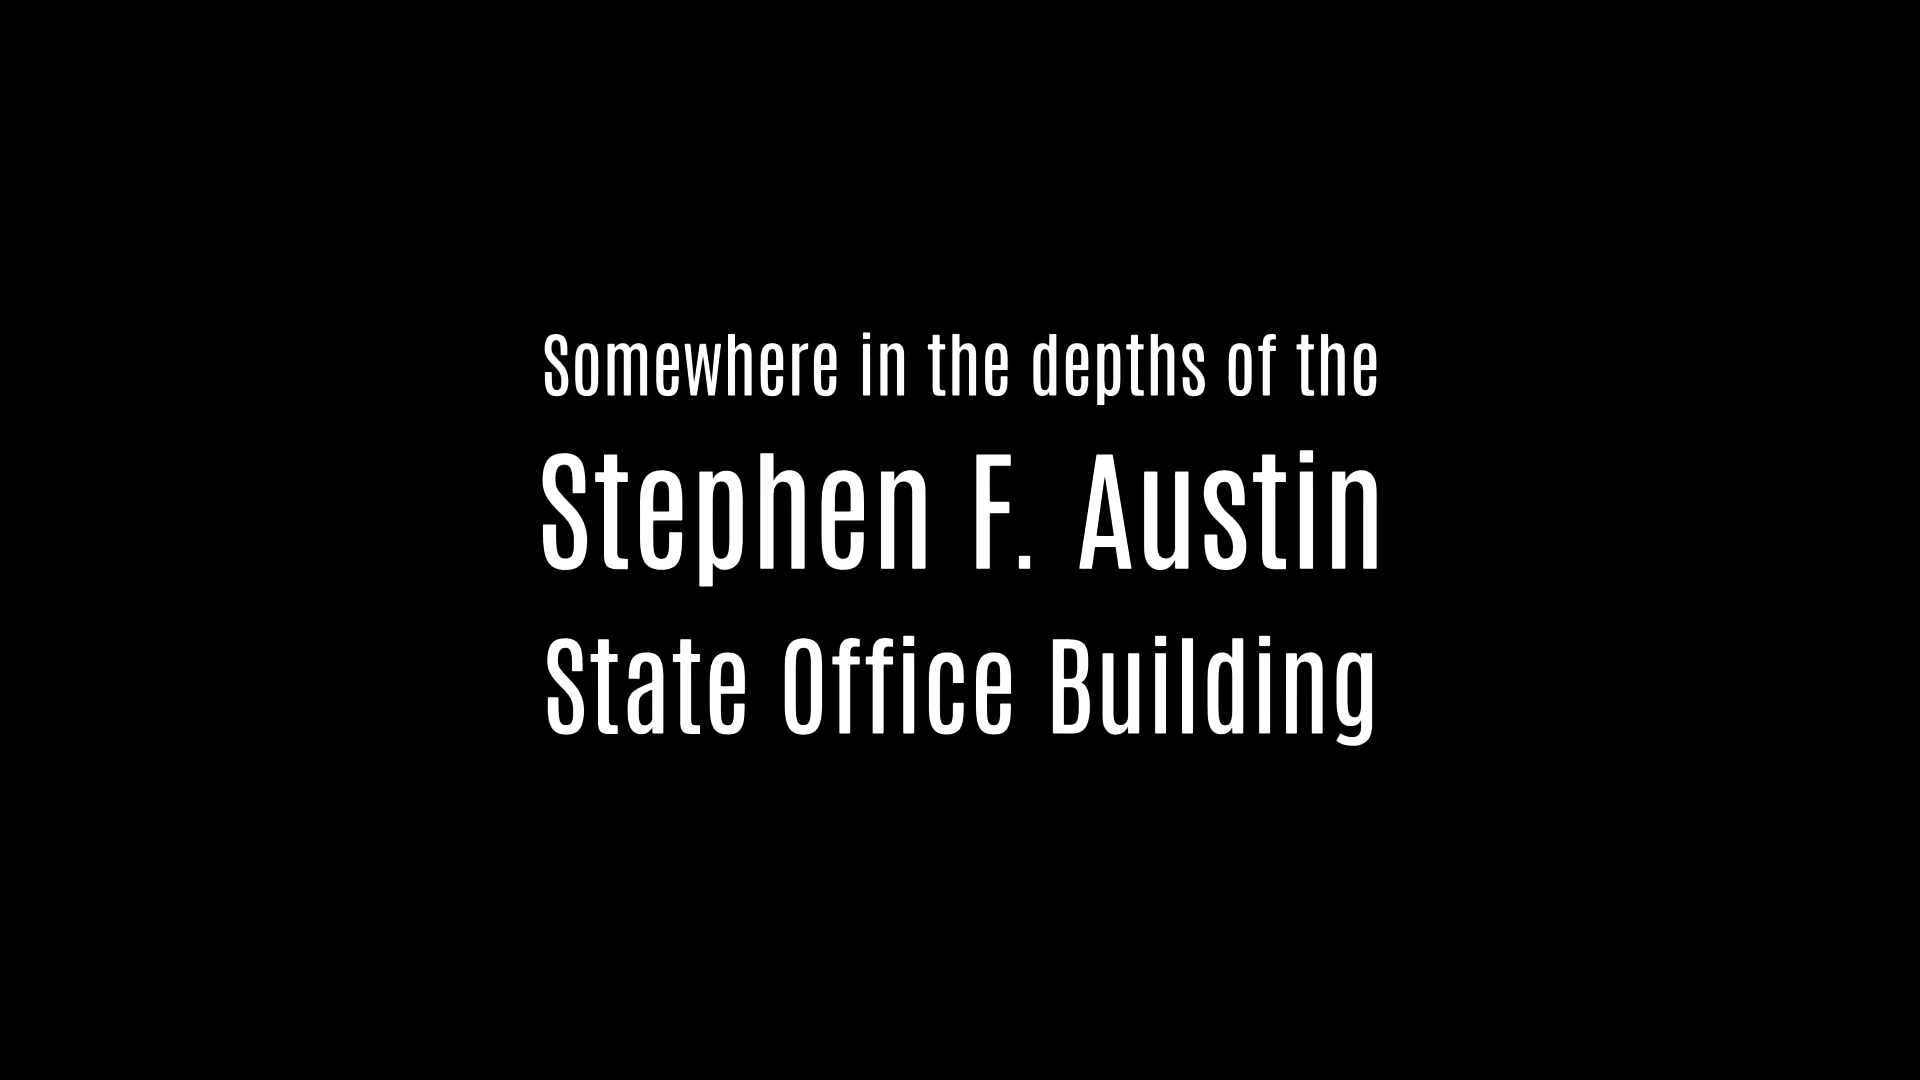 Somewhere in the depths of the
Stephen F. Austin
State Office Building